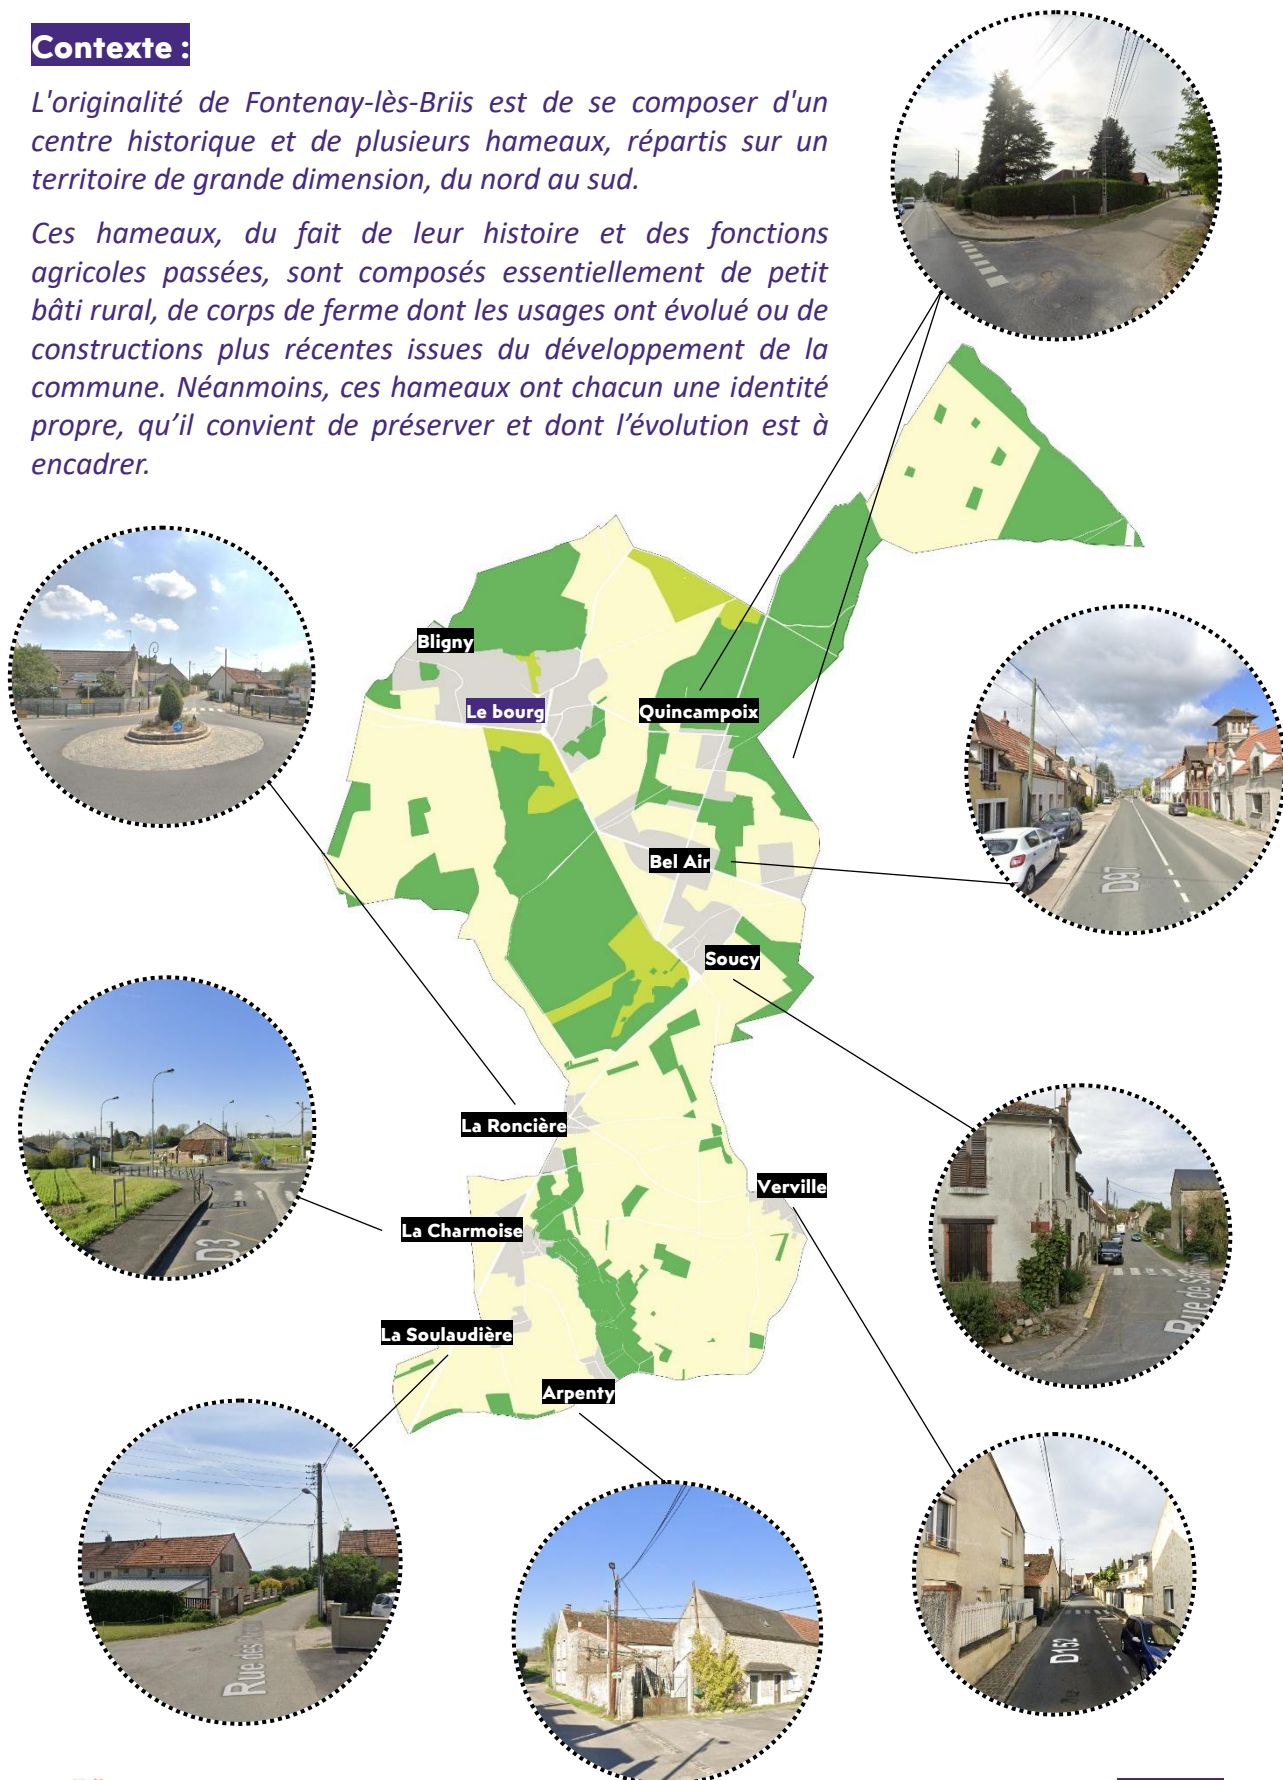 Contexte :
L'originalité de Fontenay-lès-Briis est de se composer d'un
centre historique et de plusieurs hameaux, répartis sur un
territoire de grande dimension, du nord au sud.
Ces hameaux, du fait de leur histoire et des fonctions
agricoles passées, sont composés essentiellement de petit
bâti rural, de corps de ferme dont les usages ont évolué ou de
constructions plus récentes issues du développement de la
commune. Néanmoins, ces hameaux ont chacun une identité
propre, qu’il convient de préserver et dont l’évolution est à
encadrer.
Bligny
Le bourg
Quincampoix
Bel Air
D97
Soucy
La Roncière
Verville
La Charmoise
D3
Rue de
La Soulaudière
Arpenty
Rue des
D152